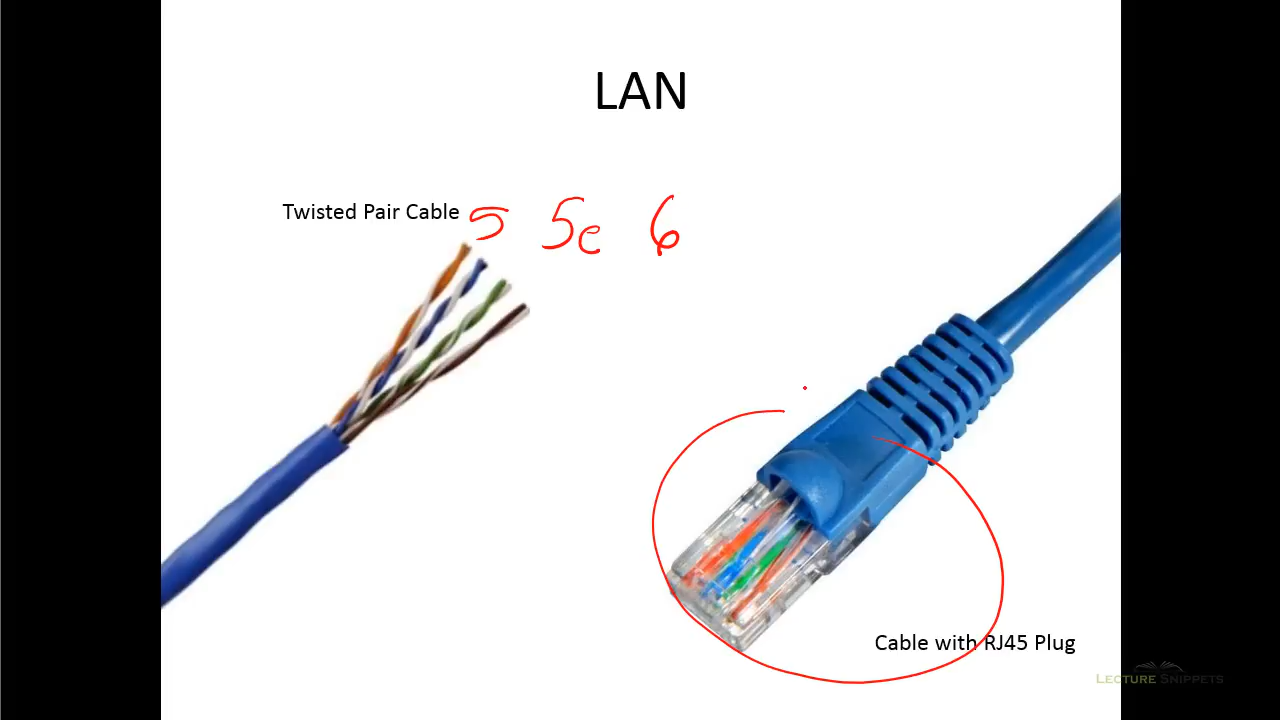 LAN
Twisted Pair Cable 5 5e 6
Cable with RJ45 Plug
LECTURE SNIPPETS